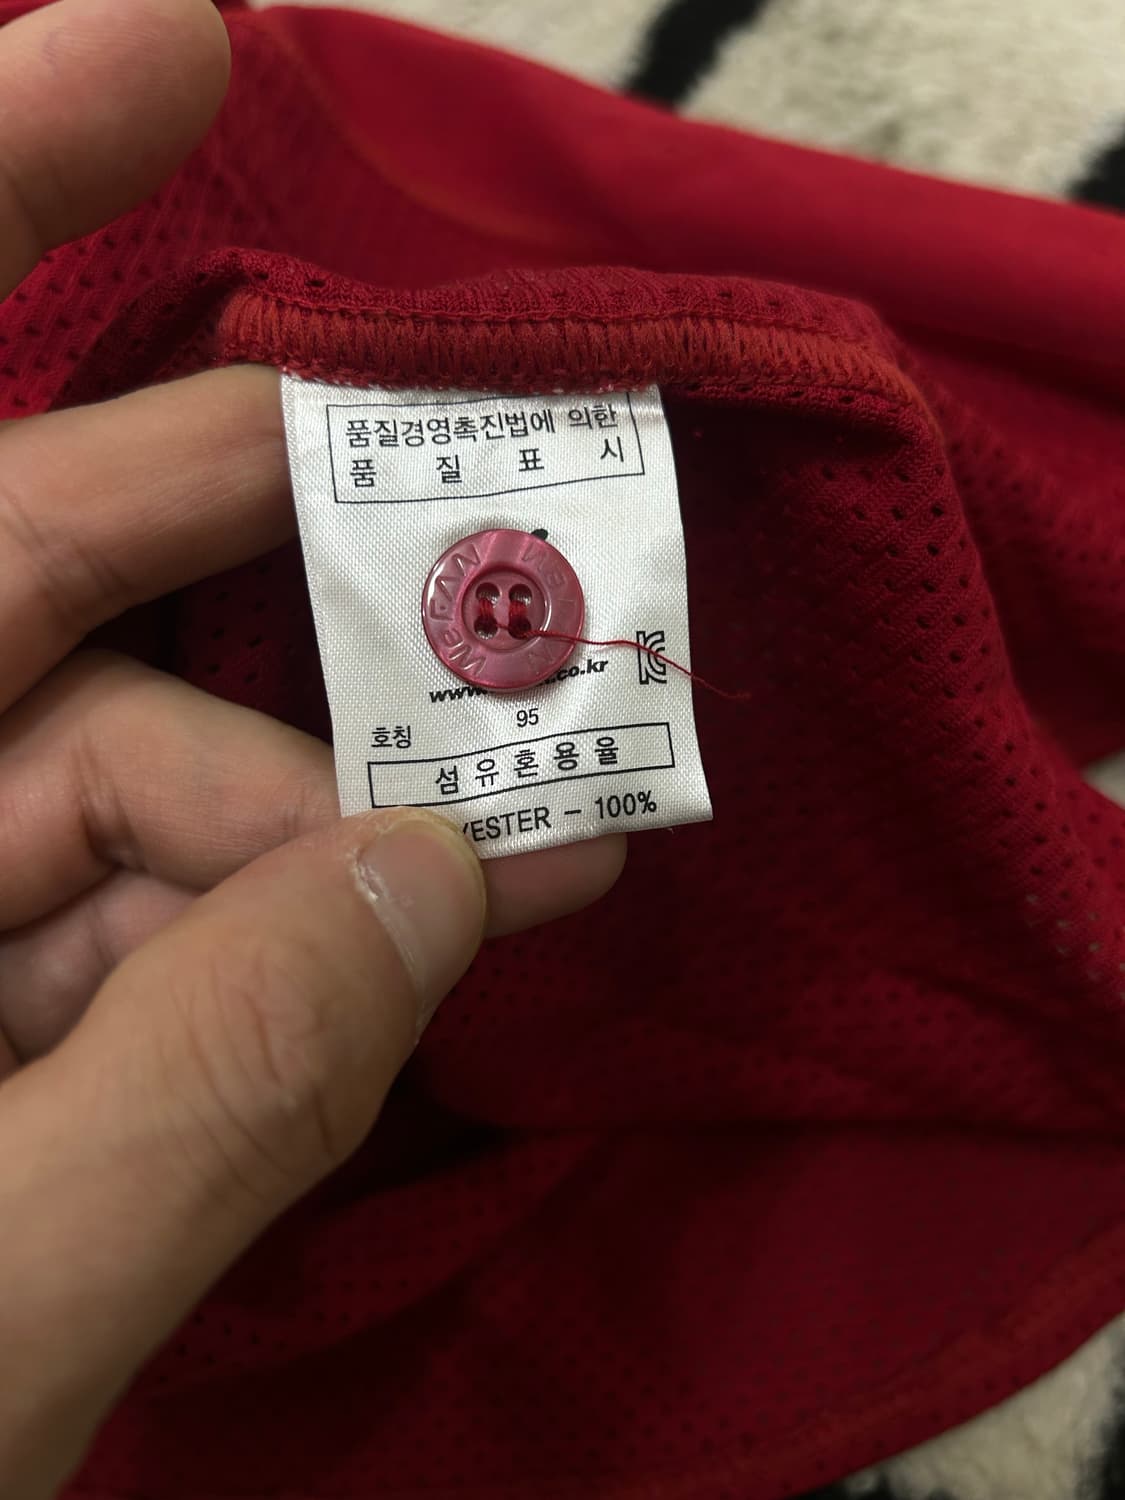 품질경영촉진법에 의한
품 질 표 시
www
.co.kr
95
호칭
섬유혼용율
YESTER - 100%